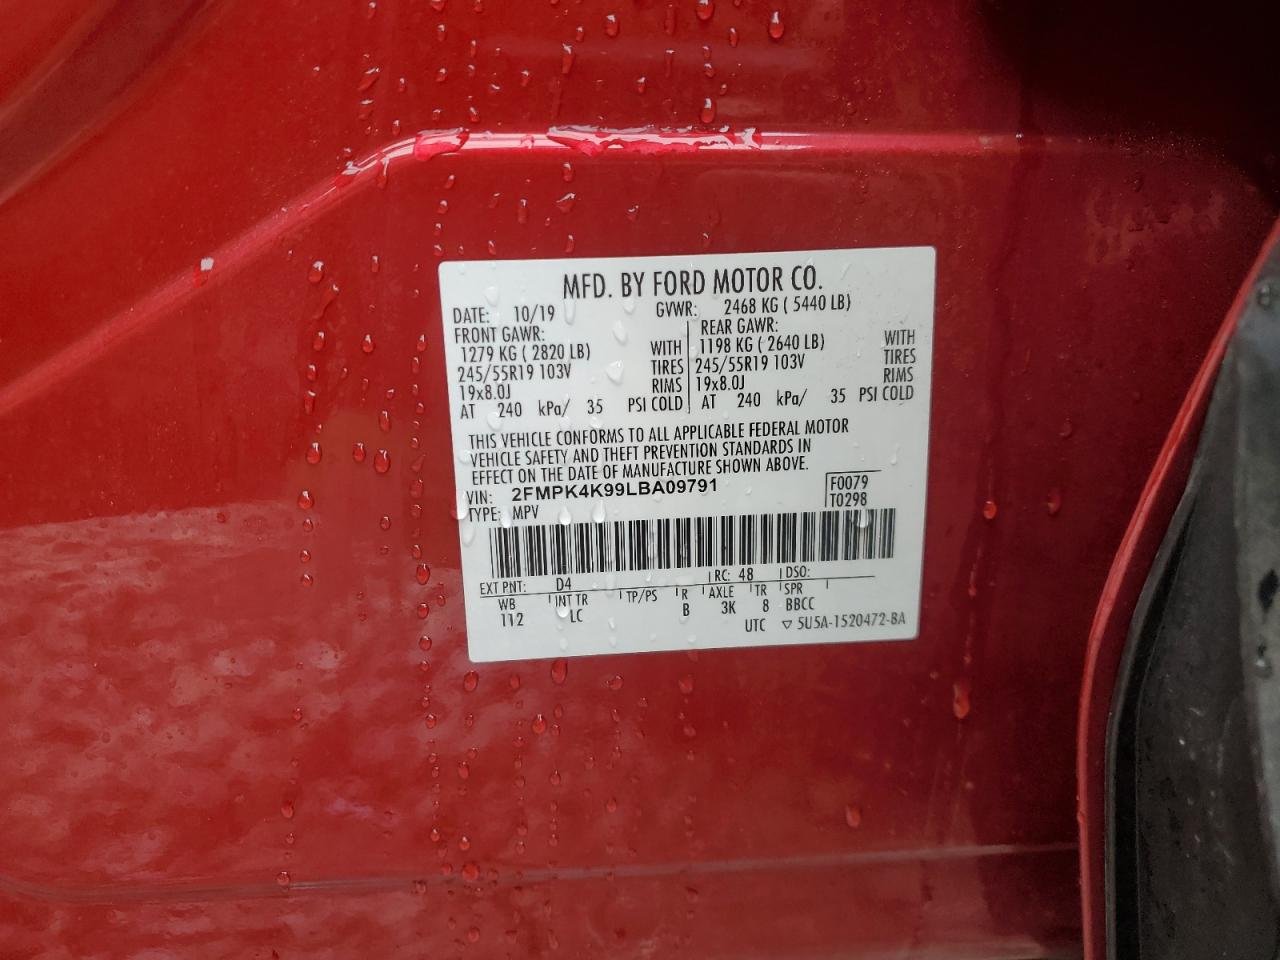 MFD. BY FORD MOTOR CO.
DATE: 10/19 GVWR: 2468 KG ( 5440 LB)
FRONT GAWR: REAR GAWR:
1279 KG ( 2820 LB) WITH 1198 KG ( 2640 LB) WITH
245/55R19 103V TIRES 245/55R19 103V TIRES
19x8.0J RIMS 19x8.0J RIMS
AT 240 kPa/ 35 PSI COLD AT 240 kPa/ 35 PSI COLD
THIS VEHICLE CONFORMS TO ALL APPLICABLE FEDERAL MOTOR
VEHICLE SAFETY AND THEFT PREVENTION STANDARDS IN
EFFECT ON THE DATE OF MANUFACTURE SHOWN ABOVE.
VIN: 2FMPK4K99LBA09791 F0079
TYPE: MPV T0298
EXT PNT: D4 RC: 48 DSO:
WB INT TR TP/PS R AXLE TR SPR
112 LC B 3K 8 BBCC
UTC ▽ 5U5A-1520472-BA